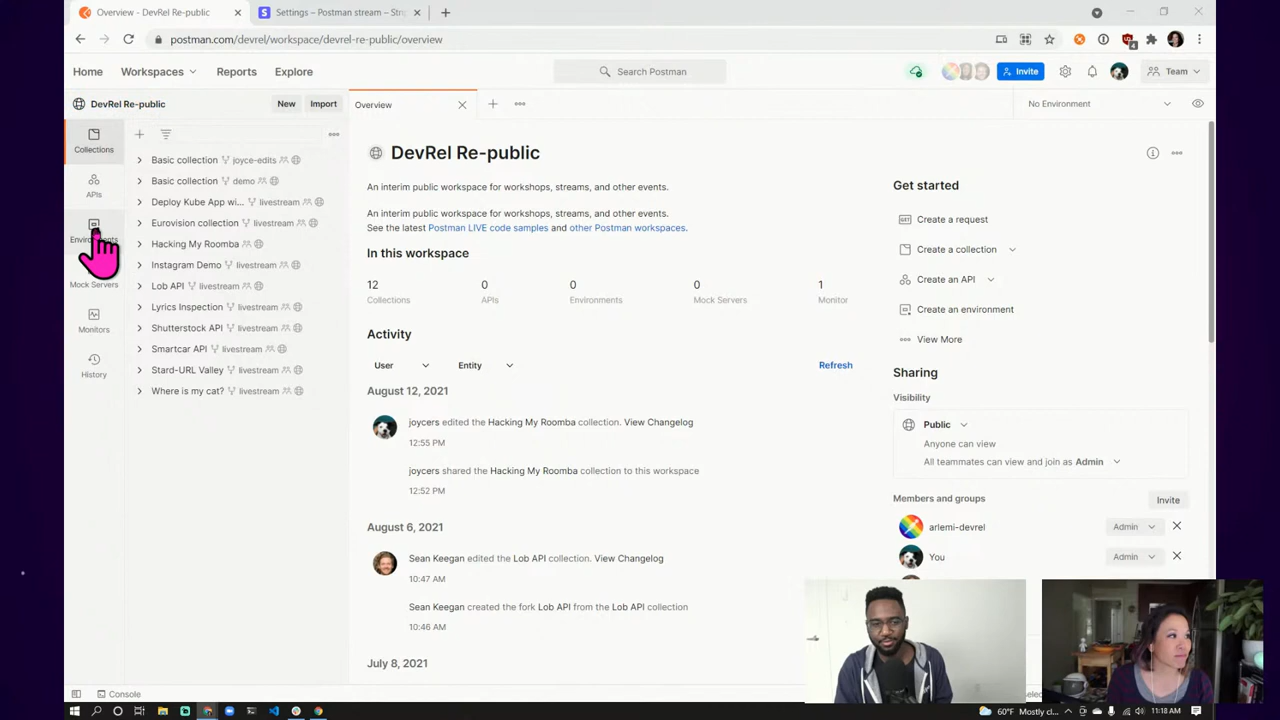 Overview - DevRel Re-public
Settings – Postman stream – Str
postman.com/devrel/workspace/devrel-re-public/overview
4
Home
Workspaces
Reports
Explore
Search Postman
Invite
Team
DevRel Re-public
New
Import
Overview
No Environment
Collections
APIs
Mock Servers
Monitors
History
Basic collection joyce-edits
Basic collection demo
Deploy Kube App wi... livestream
Eurovision collection livestream
Hacking My Roomba
Instagram Demo livestream
Lob API livestream
Lyrics Inspection livestream
Shutterstock API livestream
Smartcar API livestream
Stard-URL Valley livestream
Where is my cat? livestream
DevRel Re-public
An interim public workspace for workshops, streams, and other events.
An interim public workspace for workshops, streams, and other events.
See the latest Postman LIVE code samples or other Postman workspaces.
In this workspace
12 0 0 0 1
Collections APIs Environments Mock Servers Monitor
Activity
User Entity Refresh
August 12, 2021
joycers edited the Hacking My Roomba collection. View Changelog
12:55 PM
joycers shared the Hacking My Roomba collection to this workspace
12:52 PM
August 6, 2021
Sean Keegan edited the Lob API collection. View Changelog
10:47 AM
Sean Keegan created the fork Lob API from the Lob API collection
10:46 AM
July 8, 2021
Get started
GET Create a request
Create a collection
Create an API
Create an environment
View More
Sharing
Visibility
Public
Anyone can view
All teammates can view and join as Admin
Members and groups Invite
arlemi-devrel Admin
You Admin
Console
60°F Mostly cl...
11:18 AM